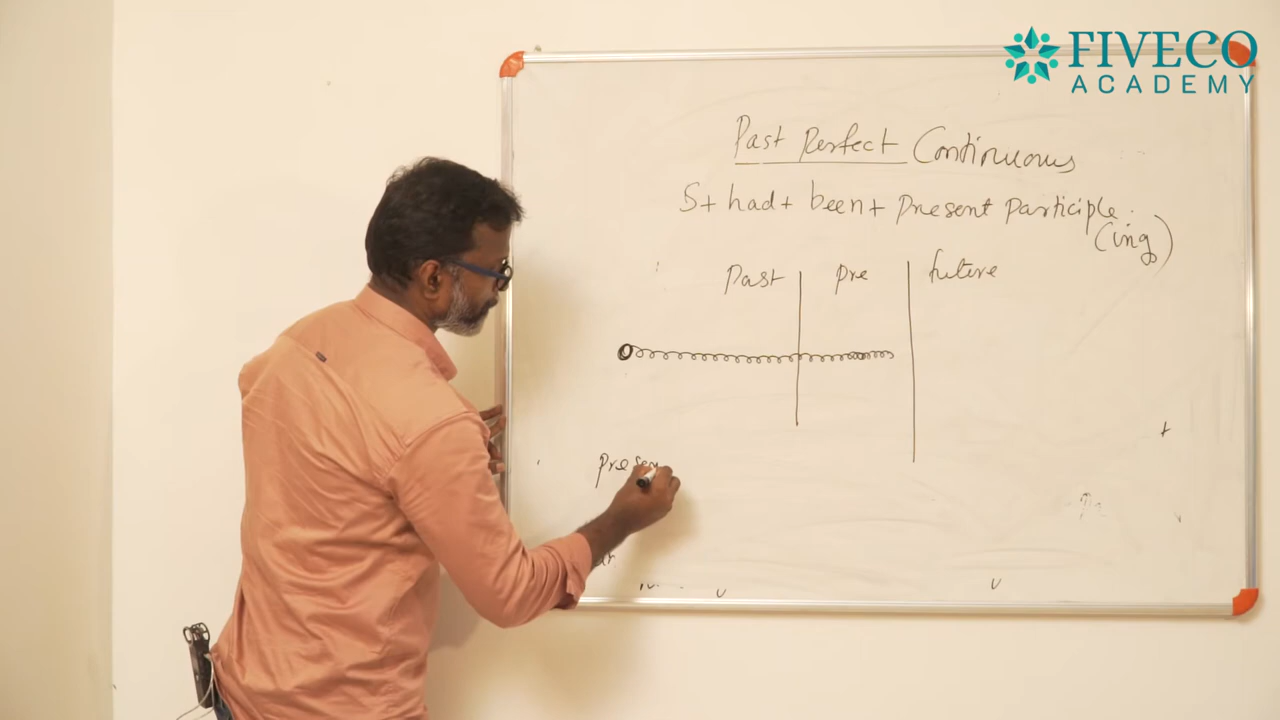 FIVECO
ACADEMY
Past Perfect Continuous
S+ had+ been+ Present Participle.
(ing)
Past Pre future
Presen